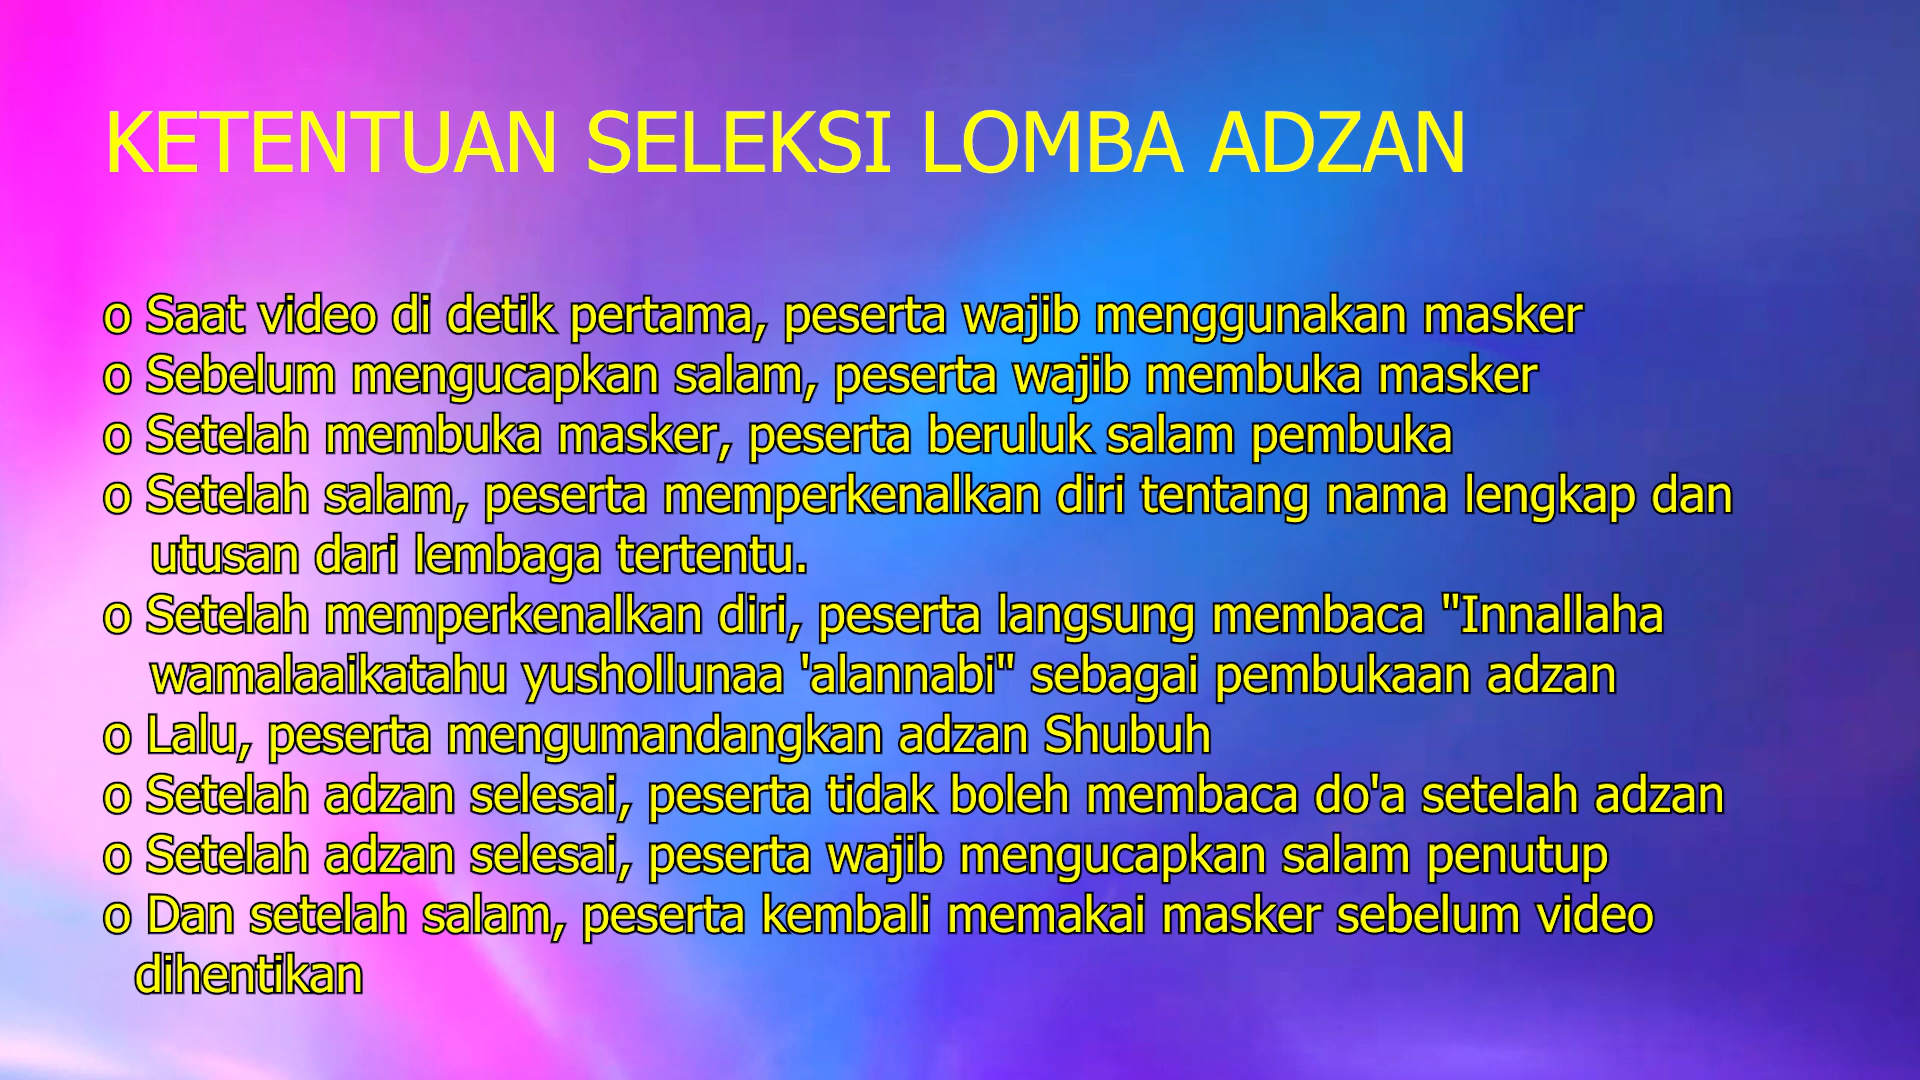 KETENTUAN SELEKSI LOMBA ADZAN
o Saat video di detik pertama, peserta wajib menggunakan masker
o Sebelum mengucapkan salam, peserta wajib membuka masker
o Setelah membuka masker, peserta beruluk salam pembuka
o Setelah salam, peserta memperkenalkan diri tentang nama lengkap dan
utusan dari lembaga tertentu.
o Setelah memperkenalkan diri, peserta langsung membaca "Innallaha
wamalaaikatahu yushollunaa 'alannabi" sebagai pembukaan adzan
o Lalu, peserta mengumandangkan adzan Shubuh
o Setelah adzan selesai, peserta tidak boleh membaca do'a setelah adzan
o Setelah adzan selesai, peserta wajib mengucapkan salam penutup
o Dan setelah salam, peserta kembali memakai masker sebelum video
dihentikan